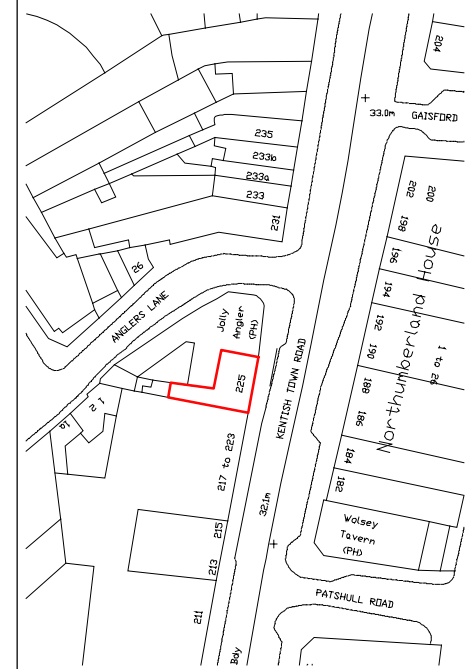 204
33.0m
GAISFORD
235
233b
233a
233
231
26
ANGLERS LANE
Jolly
Angler
(PH)
225
KENTISH TOWN ROAD
200
202
198
196
194
192
190
188
186
184
182
Northumberland House
1 to 26
1a
1
2
217 to 223
215
213
211
32.1m
Wolsey
Tavern
(PH)
PATSHULL ROAD
Bdy